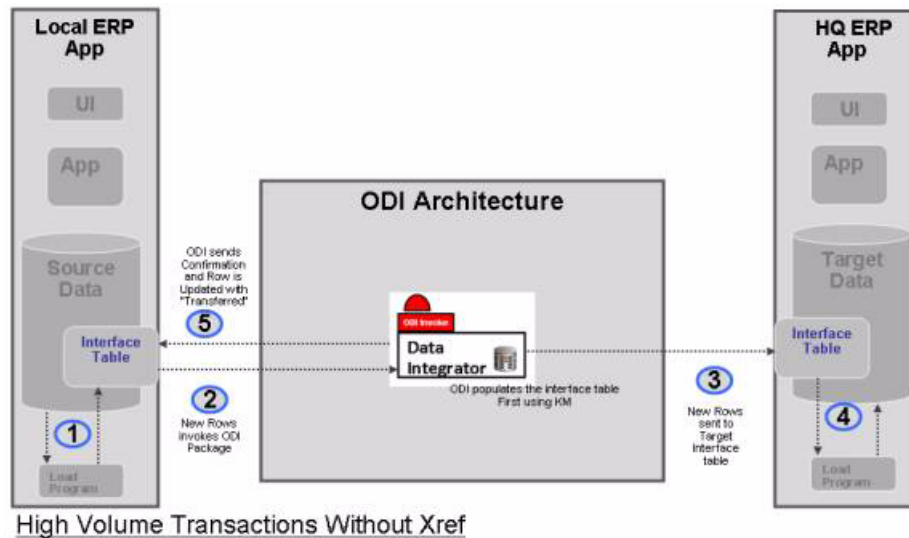 Local ERP
App
UI
App
Source
Data
Interface
Table
1
Load
Program
ODI Architecture
ODI sends
Confirmation
and Row is
Updated with
"Transferred"
5
2
New Rows
invokes ODI
Package
ODI Invoker
Data
Integrator
ODI populates the interface table
First using KM
3
New Rows
sent to
Target
Interface
table
HQ ERP
App
UI
App
Target
Data
Interface
Table
4
Load
Program
High Volume Transactions Without Xref